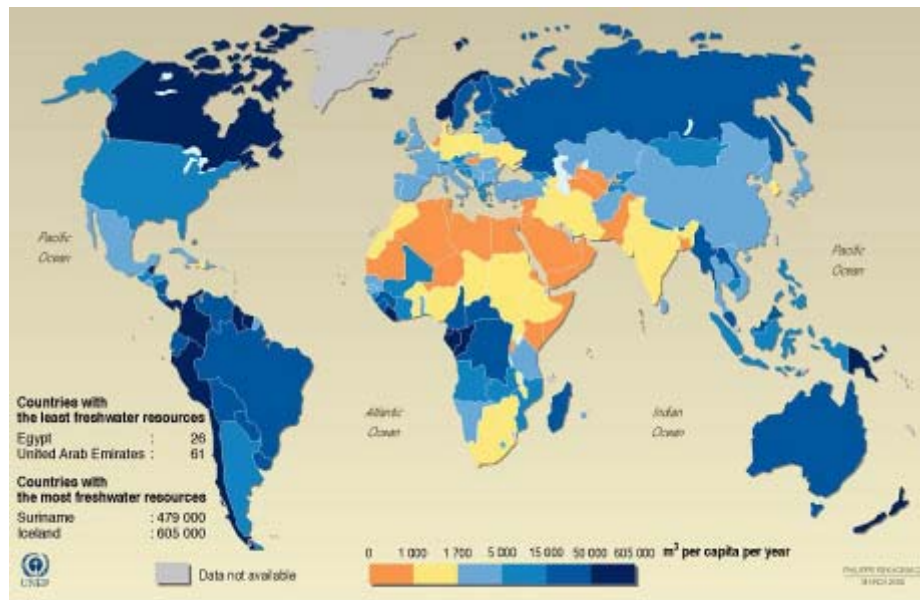 Pacific
Ocean
Pacific
Ocean
Atlantic
Ocean
Indian
Ocean
Countries with
the least freshwater resources
Egypt : 26
United Arab Emirates : 61
Countries with
the most freshwater resources
Suriname : 479 000
Iceland : 605 000
0 1 000 1 700 5 000 15 000 50 000 605 000 m³ per capita per year
UNEP
Data not available
PHILIPPE REKACEWICZ